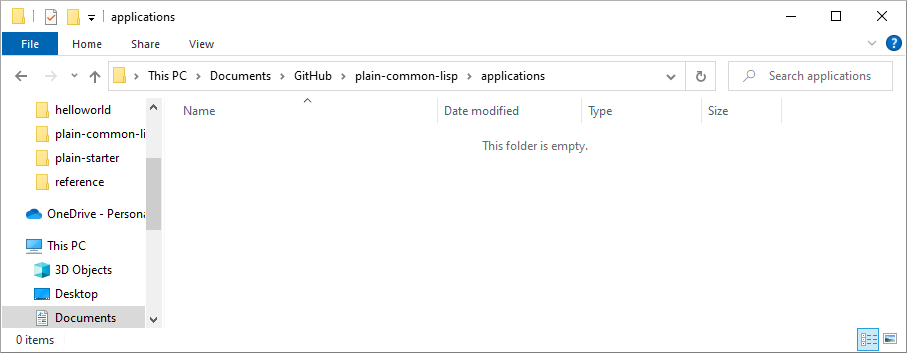 applications
File Home Share View
This PC Documents GitHub plain-common-lisp applications Search applications
Name Date modified Type Size
This folder is empty.
helloworld
plain-common-li
plain-starter
reference
OneDrive - Persona
This PC
3D Objects
Desktop
Documents
0 items